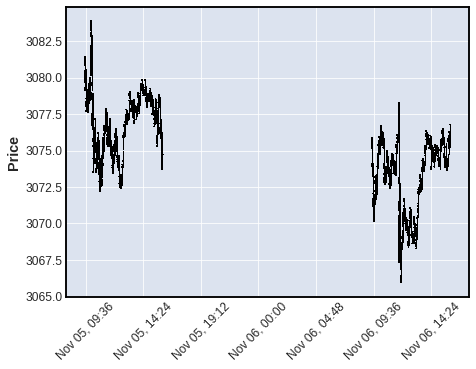 3082.5
3080.0
3077.5
3075.0
3072.5
3070.0
3067.5
3065.0
Price
Nov 05, 09:36
Nov 05, 14:24
Nov 05, 19:12
Nov 06, 00:00
Nov 06, 04:48
Nov 06, 09:36
Nov 06, 14:24